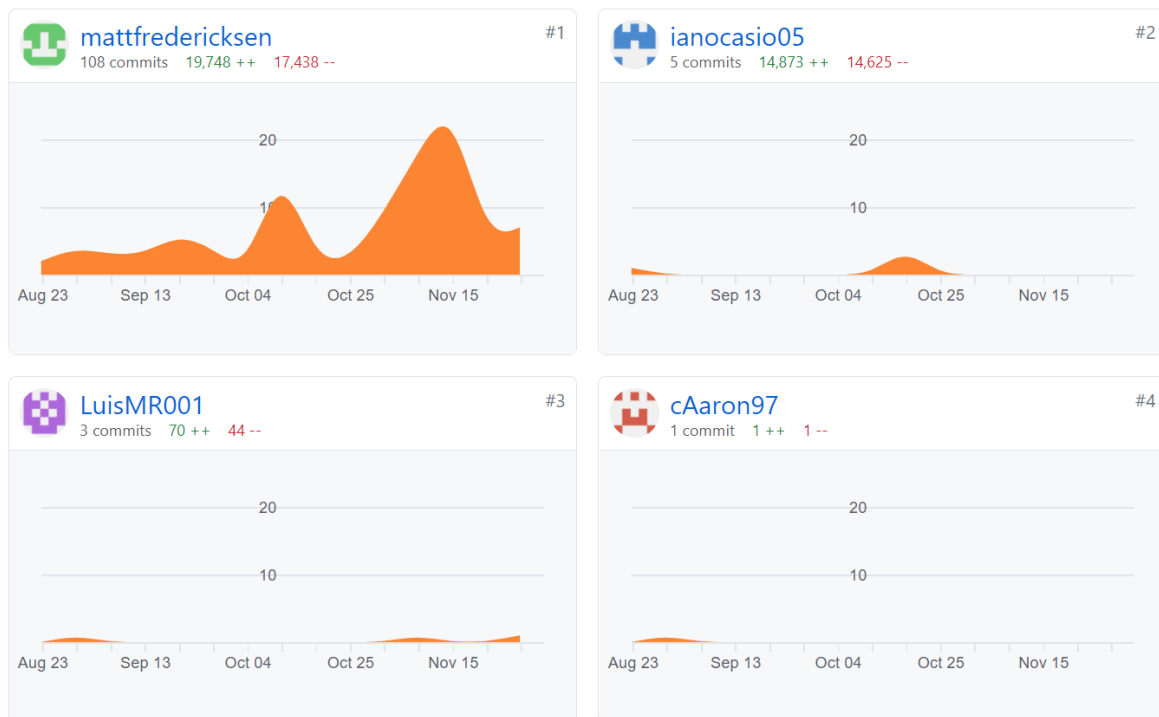 mattfredericksen #1
108 commits 19,748 ++ 17,438 --
20
10
Aug 23 Sep 13 Oct 04 Oct 25 Nov 15
ianocasio05 #2
5 commits 14,873 ++ 14,625 --
20
10
Aug 23 Sep 13 Oct 04 Oct 25 Nov 15
LuisMR001 #3
3 commits 70 ++ 44 --
20
10
Aug 23 Sep 13 Oct 04 Oct 25 Nov 15
cAaron97 #4
1 commit 1 ++ 1 --
20
10
Aug 23 Sep 13 Oct 04 Oct 25 Nov 15